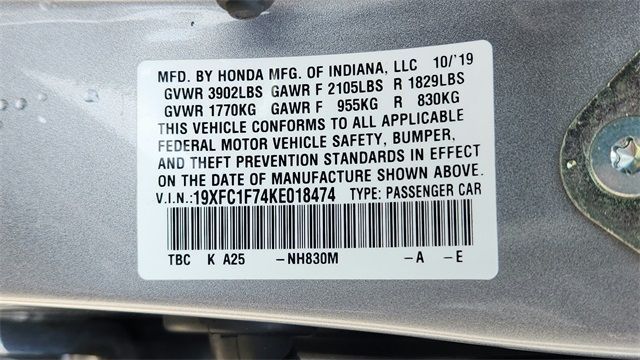 MFD. BY HONDA MFG. OF INDIANA, LLC 10/'19
GVWR 3902LBS GAWR F 2105LBS R 1829LBS
GVWR 1770KG GAWR F 955KG R 830KG
THIS VEHICLE CONFORMS TO ALL APPLICABLE
FEDERAL MOTOR VEHICLE SAFETY, BUMPER,
AND THEFT PREVENTION STANDARDS IN EFFECT
ON THE DATE OF MANUFACTURE SHOWN ABOVE.
V.I.N.:19XFC1F74KE018474 TYPE: PASSENGER CAR
TBC K A25 -NH830M -A -E